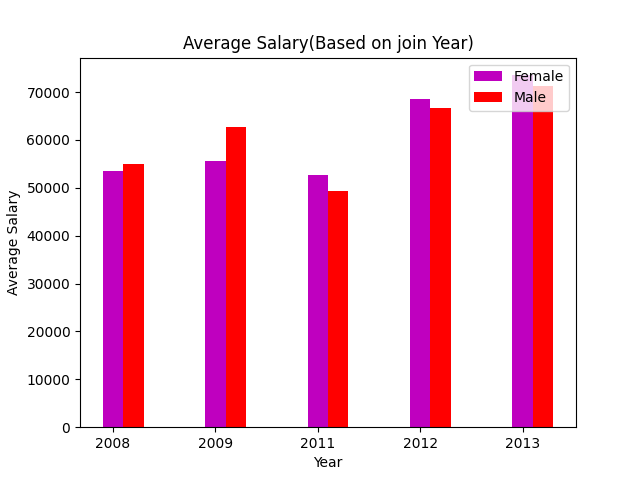 Average Salary(Based on join Year)
Female
Male
70000
60000
50000
40000
30000
20000
10000
0
Average Salary
2008 2009 2011 2012 2013
Year